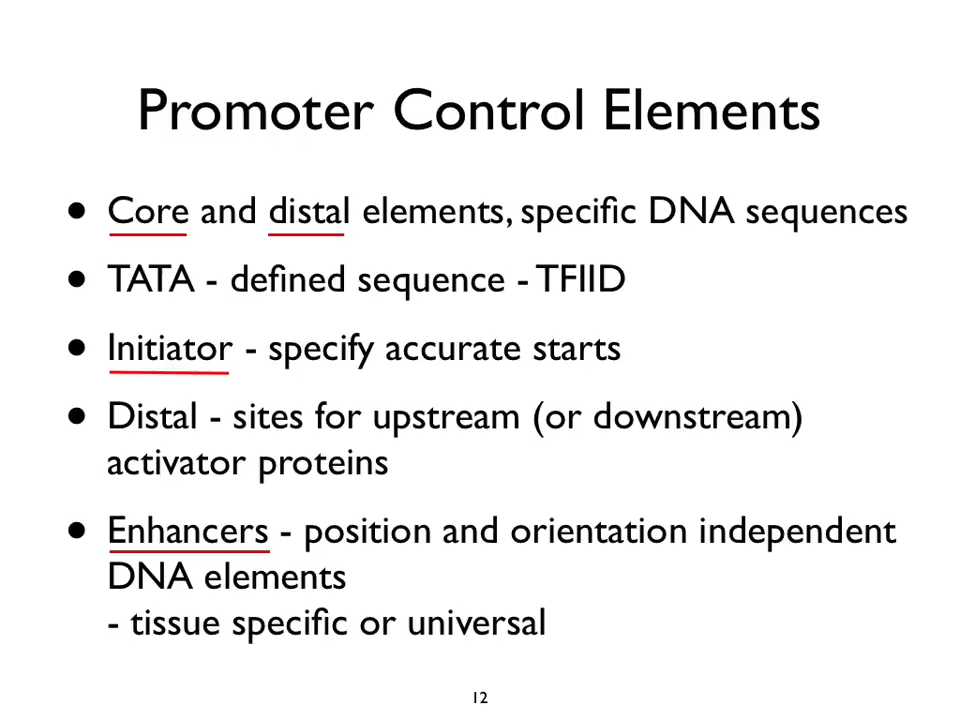 Promoter Control Elements
• Core and distal elements, specific DNA sequences
• TATA - defined sequence - TFIID
• Initiator - specify accurate starts
• Distal - sites for upstream (or downstream)
activator proteins
• Enhancers - position and orientation independent
DNA elements
- tissue specific or universal
12